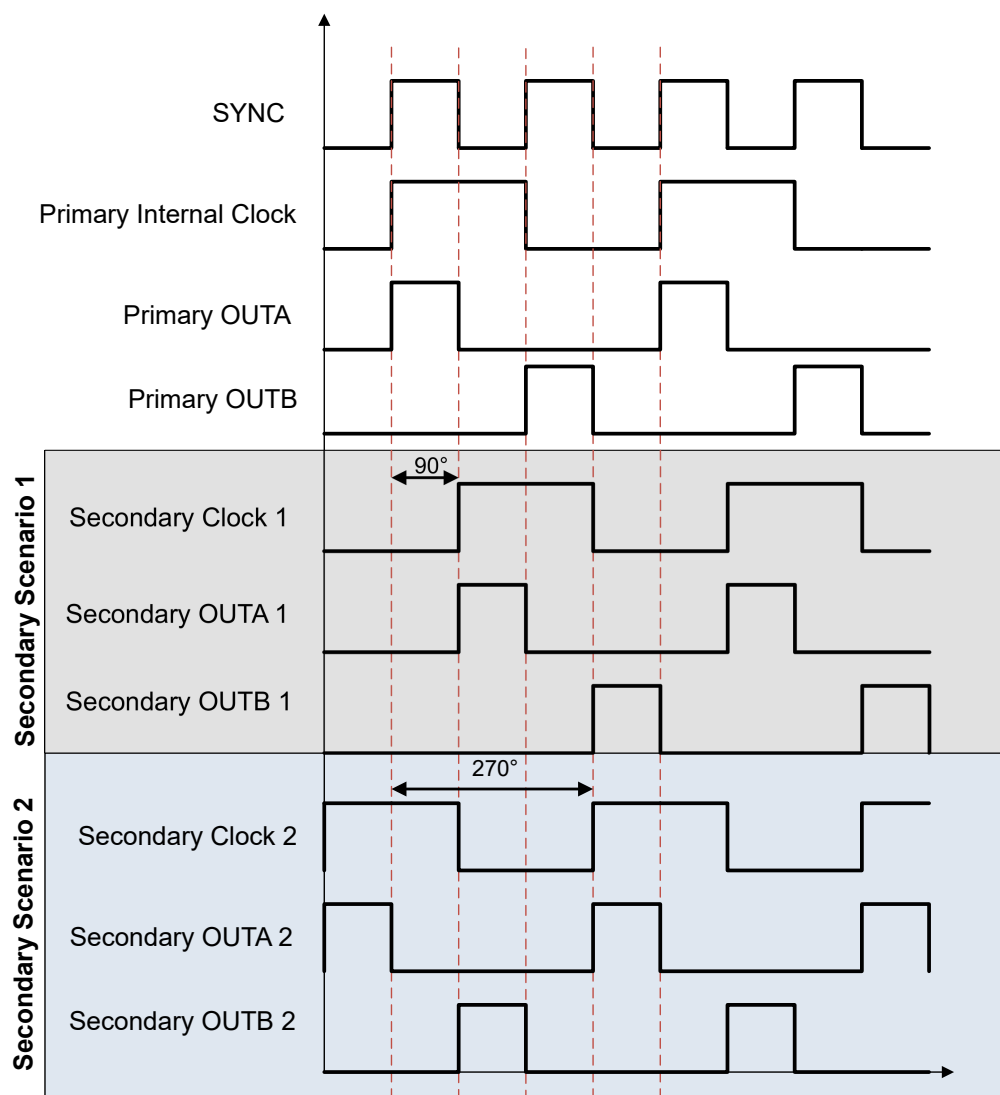 SYNC
Primary Internal Clock
Primary OUTA
Primary OUTB
Secondary Scenario 1
90°
Secondary Clock 1
Secondary OUTA 1
Secondary OUTB 1
Secondary Scenario 2
270°
Secondary Clock 2
Secondary OUTA 2
Secondary OUTB 2